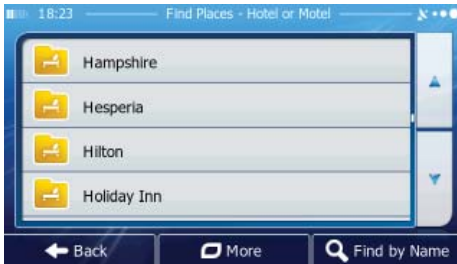 18:23 Find Places - Hotel or Motel
Hampshire
Hesperia
Hilton
Holiday Inn
Back More Find by Name